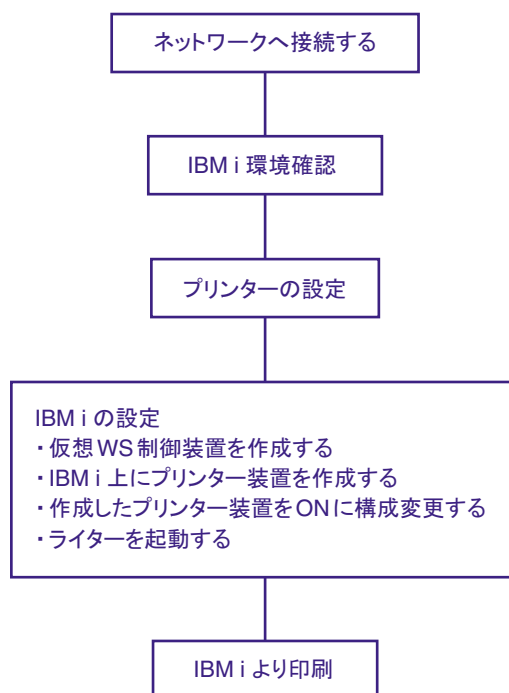 ネットワークへ接続する
IBM i 環境確認
プリンターの設定
IBM i の設定
・仮想WS制御装置を作成する
・IBM i 上にプリンター装置を作成する
・作成したプリンター装置をONに構成変更する
・ライターを起動する
IBM i より印刷